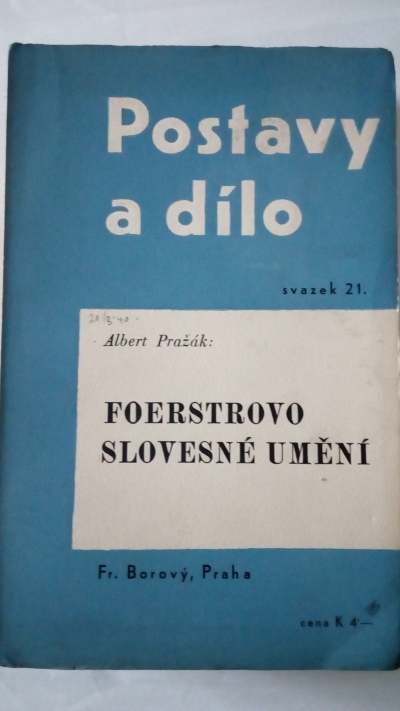 Postavy
a dílo
svazek 21.
Albert Pražák:
FOERSTROVO
SLOVESNÉ UMĚNÍ
Fr. Borový, Praha
cena K 4·—